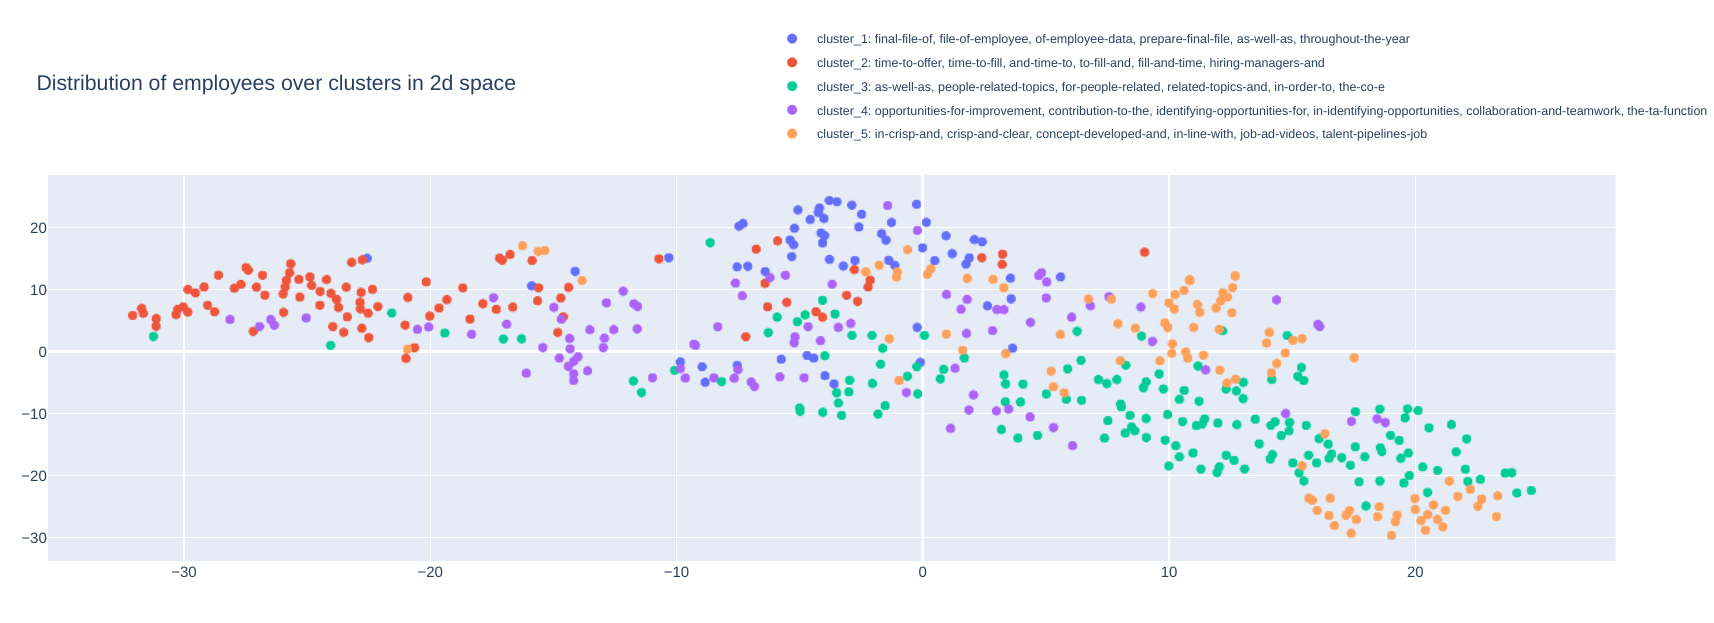 Distribution of employees over clusters in 2d space
cluster_1: final-file-of, file-of-employee, of-employee-data, prepare-final-file, as-well-as, throughout-the-year
cluster_2: time-to-offer, time-to-fill, and-time-to, to-fill-and, fill-and-time, hiring-managers-and
cluster_3: as-well-as, people-related-topics, for-people-related, related-topics-and, in-order-to, the-co-e
cluster_4: opportunities-for-improvement, contribution-to-the, identifying-opportunities-for, in-identifying-opportunities, collaboration-and-teamwork, the-ta-function
cluster_5: in-crisp-and, crisp-and-clear, concept-developed-and, in-line-with, job-ad-videos, talent-pipelines-job
20
10
0
−10
−20
−30
−30 −20 −10 0 10 20